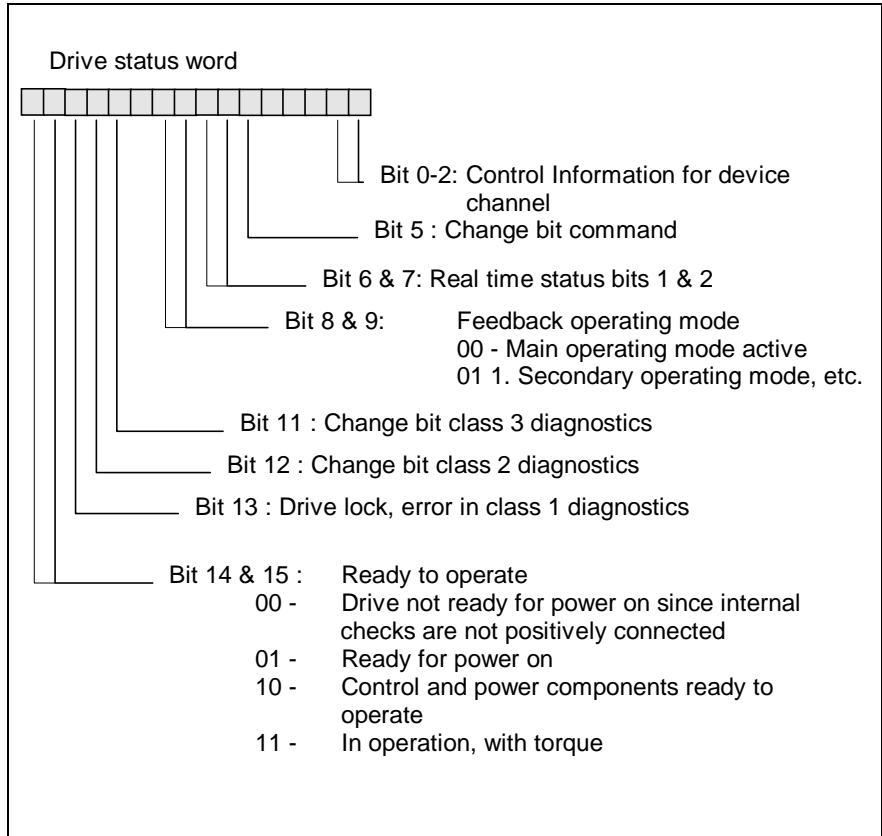 Drive status word
Bit 0-2: Control Information for device
channel
Bit 5 : Change bit command
Bit 6 & 7: Real time status bits 1 & 2
Bit 8 & 9: Feedback operating mode
00 - Main operating mode active
01 1. Secondary operating mode, etc.
Bit 11 : Change bit class 3 diagnostics
Bit 12 : Change bit class 2 diagnostics
Bit 13 : Drive lock, error in class 1 diagnostics
Bit 14 & 15 : Ready to operate
00 - Drive not ready for power on since internal
checks are not positively connected
01 - Ready for power on
10 - Control and power components ready to
operate
11 - In operation, with torque